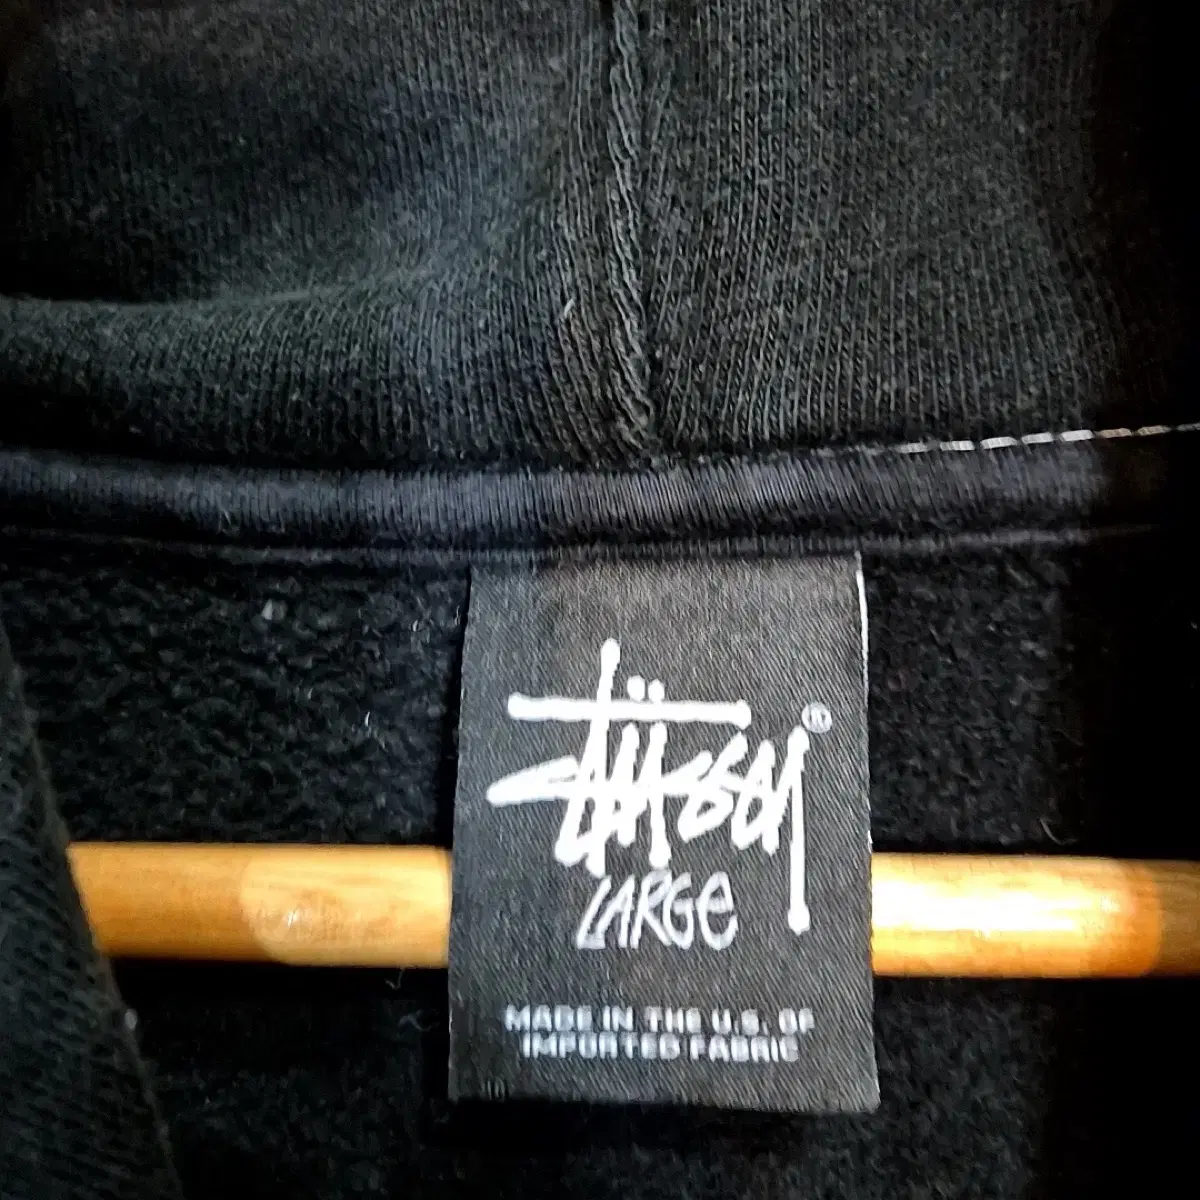 Stüssy ®
LARGE
MADE IN THE U.S. OF
IMPORTED FABRIC